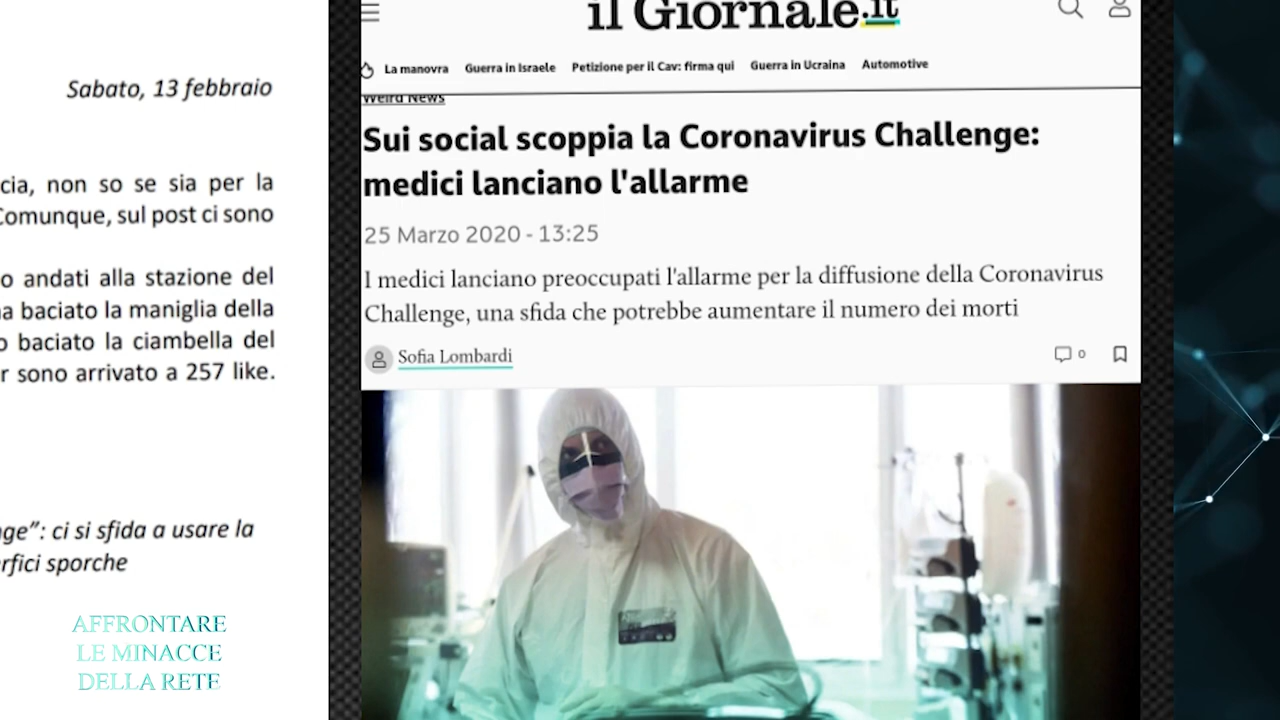 Sabato, 13 febbraio
cia, non so se sia per la
Comunque, sul post ci sono
o andati alla stazione del
a baciato la maniglia della
o baciato la ciambella del
r sono arrivato a 257 like.
nge”: ci si sfida a usare la
rfici sporche
AFFRONTARE
LE MINACCE
DELLA RETE
il Giornale.it
La manovra Guerra in Israele Petizione per il Cav: firma qui Guerra in Ucraina Automotive
Weird News
Sui social scoppia la Coronavirus Challenge:
medici lanciano l'allarme
25 Marzo 2020 - 13:25
I medici lanciano preoccupati l'allarme per la diffusione della Coronavirus
Challenge, una sfida che potrebbe aumentare il numero dei morti
Sofia Lombardi
0